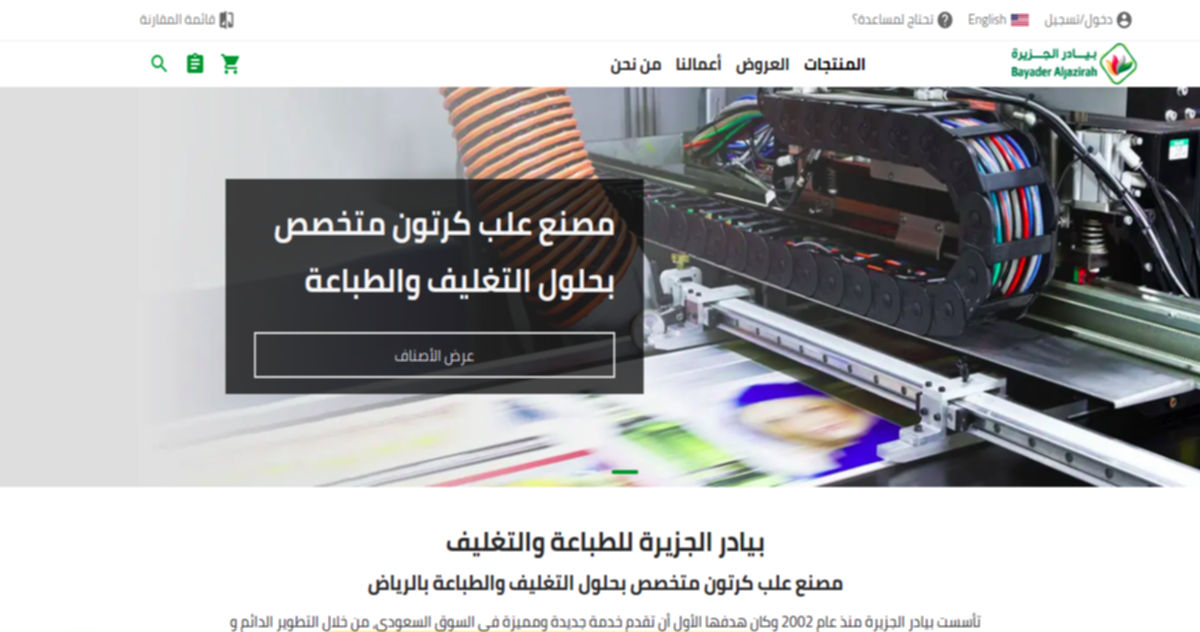 دخول/تسجيل English تحتاج لمساعدة؟ قائمة المقارنة
بيـــادر الجـــزيرة
Bayader Aljazirah
المنتجات العروض أعمالنا من نحن
مصنع علب كرتون متخصص
بحلول التغليف والطباعة
عرض الأصناف
بيادر الجزيرة للطباعة والتغليف
مصنع علب كرتون متخصص بحلول التغليف والطباعة بالرياض
تأسست بيادر الجزيرة منذ عام 2002 وكان هدفها الأول أن تقدم خدمة جديدة ومميزة في السوق السعودي، من خلال التطوير الدائم و